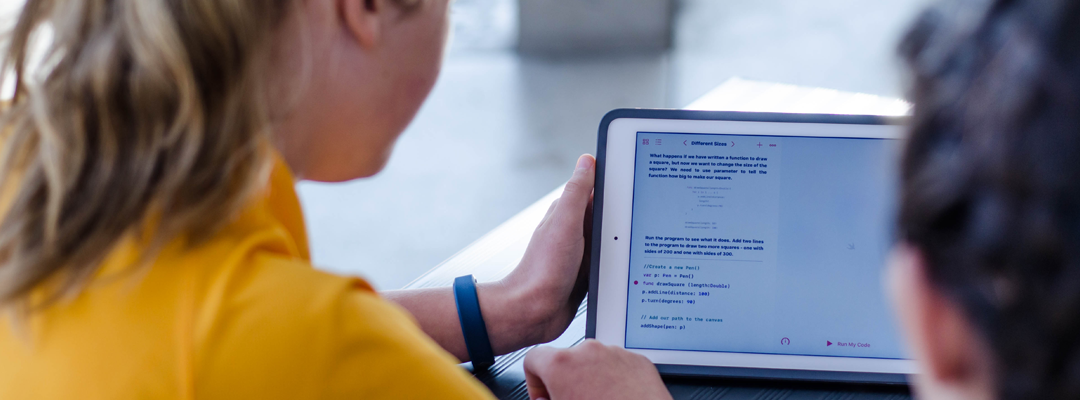 Different Sizes
What happens if we have written a function to draw
a square, but now we want to change the size of the
square? We need to use parameter to tell the
function how big to make our square.
Run the program to see what it does. Add two lines
to the program to draw two more squares - one with
sides of 200 and one with sides of 300.
//Create a new Pen()
var p: Pen = Pen()
func drawSquare (length:Double)
p.addLine(distance: 100)
p.turn(degrees: 90)
// Add our path to the canvas
addShape(pen: p)
Run My Code